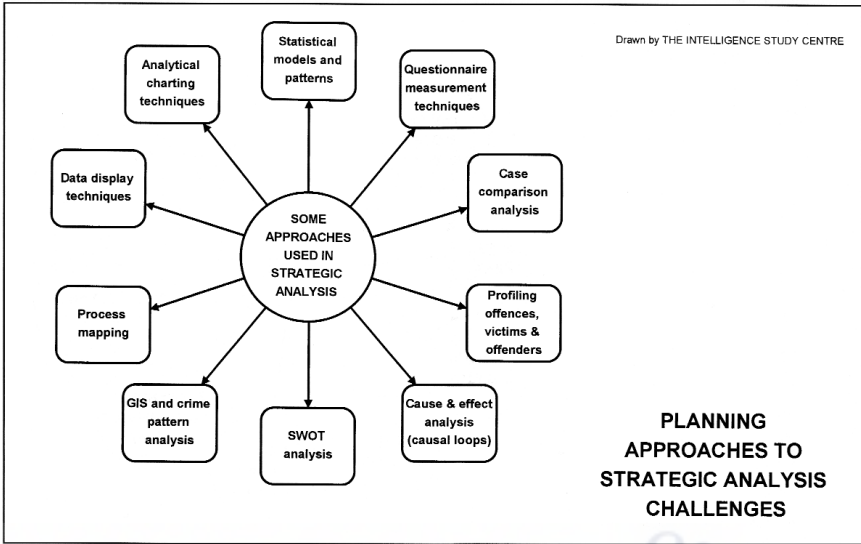 Drawn by THE INTELLIGENCE STUDY CENTRE
Statistical
models and
patterns
Questionnaire
measurement
techniques
Case
comparison
analysis
Profiling
offences,
victims &
offenders
Cause & effect
analysis
(causal loops)
SWOT
analysis
GIS and crime
pattern
analysis
Process
mapping
Data display
techniques
Analytical
charting
techniques
SOME
APPROACHES
USED IN
STRATEGIC
ANALYSIS
PLANNING
APPROACHES TO
STRATEGIC ANALYSIS
CHALLENGES